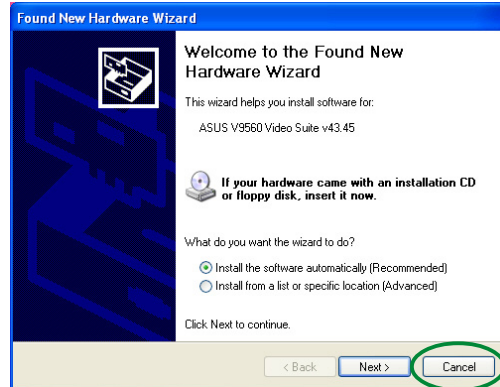 Found New Hardware Wizard
Welcome to the Found New
Hardware Wizard
This wizard helps you install software for:
ASUS V9560 Video Suite v43.45
If your hardware came with an installation CD
or floppy disk, insert it now.
What do you want the wizard to do?
Install the software automatically (Recommended)
Install from a list or specific location (Advanced)
Click Next to continue.
< Back Next > Cancel